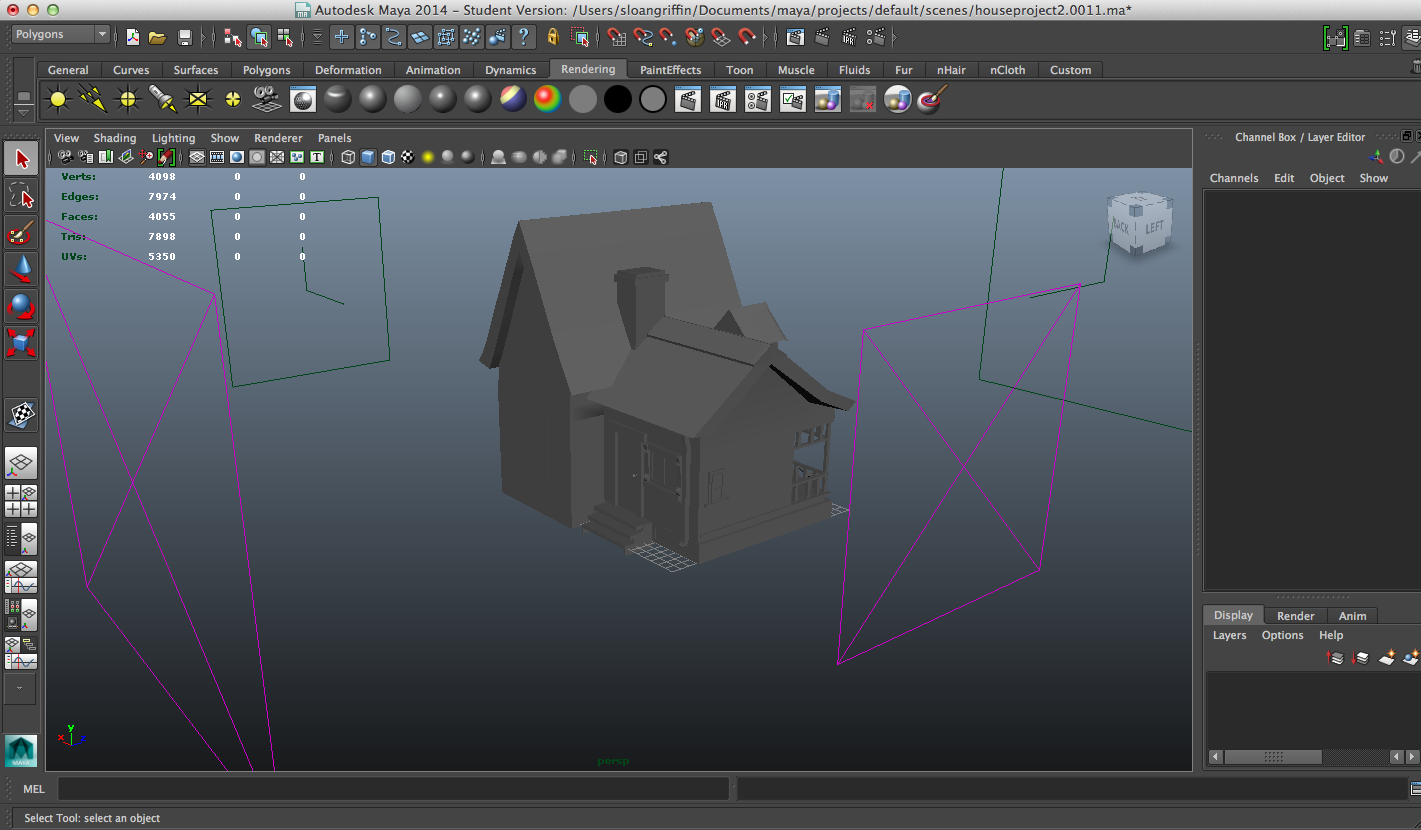 Autodesk Maya 2014 - Student Version: /Users/sloangriffin/Documents/maya/projects/default/scenes/houseproject2.0011.ma*
Polygons
General Curves Surfaces Polygons Deformation Animation Dynamics Rendering PaintEffects Toon Muscle Fluids Fur nHair nCloth Custom
IPR IPR
View Shading Lighting Show Renderer Panels
Channel Box / Layer Editor
Channels Edit Object Show
Verts: 4098 0 0
Edges: 7974 0 0
Faces: 4055 0 0
Tris: 7898 0 0
UVs: 5350 0 0
BACK LEFT
Display Render Anim
Layers Options Help
y
x z
persp
MAYA
MEL
Select Tool: select an object